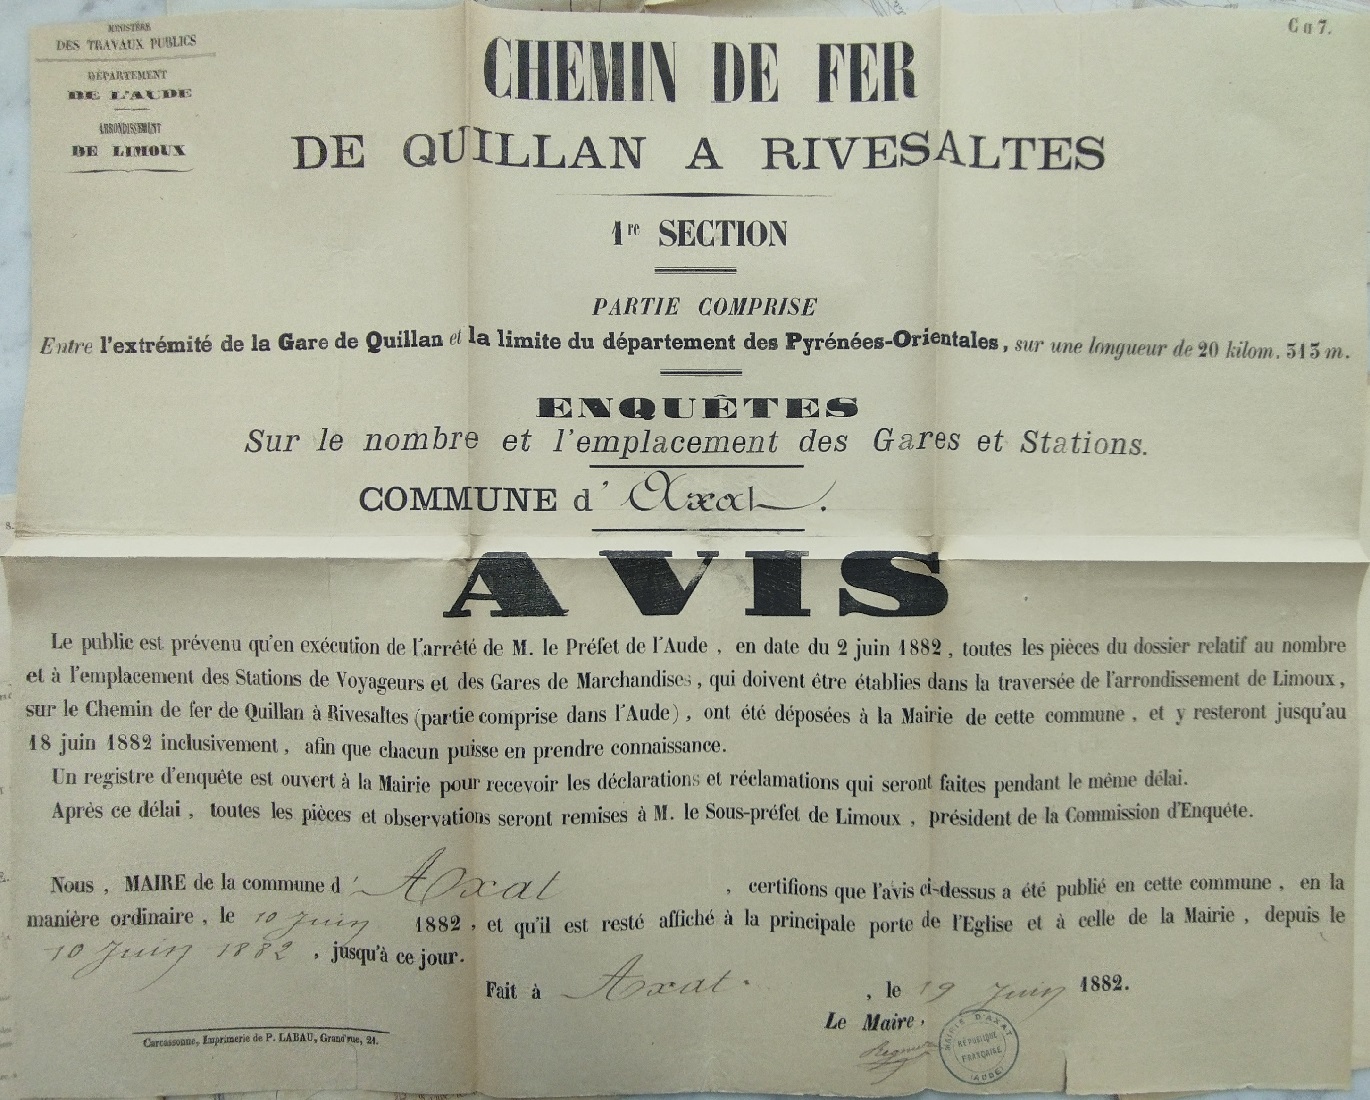 MINISTÈRE
DES TRAVAUX PUBLICS
DÉPARTEMENT
DE L'AUDE
ARRONDISSEMENT
DE LIMOUX
Ca 7.
CHEMIN DE FER
DE QUILLAN A RIVESALTES
1re SECTION
PARTIE COMPRISE
Entre l'extrémité de la Gare de Quillan et la limite du département des Pyrénées-Orientales, sur une longueur de 20 kilom. 313 m.
ENQUÊTES
Sur le nombre et l'emplacement des Gares et Stations.
COMMUNE d'Axat.
AVIS
Le public est prévenu qu'en exécution de l'arrêté de M. le Préfet de l'Aude, en date du 2 juin 1882, toutes les pièces du dossier relatif au nombre
et à l'emplacement des Stations de Voyageurs et des Gares de Marchandises, qui doivent être établies dans la traversée de l'arrondissement de Limoux,
sur le Chemin de fer de Quillan à Rivesaltes (partie comprise dans l'Aude), ont été déposées à la Mairie de cette commune, et y resteront jusqu'au
18 juin 1882 inclusivement, afin que chacun puisse en prendre connaissance.
Un registre d'enquête est ouvert à la Mairie pour recevoir les déclarations et réclamations qui seront faites pendant le même délai.
Après ce délai, toutes les pièces et observations seront remises à M. le Sous-préfet de Limoux, président de la Commission d'Enquête.
Nous, MAIRE de la commune d'Axat, certifions que l'avis ci-dessus a été publié en cette commune, en la
manière ordinaire, le 10 Juin 1882, et qu'il est resté affiché à la principale porte de l'Eglise et à celle de la Mairie, depuis le
10 Juin 1882, jusqu'à ce jour.
Fait à Axat, le 19 Juin 1882.
Le Maire,
MAIRIE D'AXAT
RÉPUBLIQUE
FRANÇAISE
(AUDE)
Carcassonne, Imprimerie de P. LABAU, Grand'rue, 21.